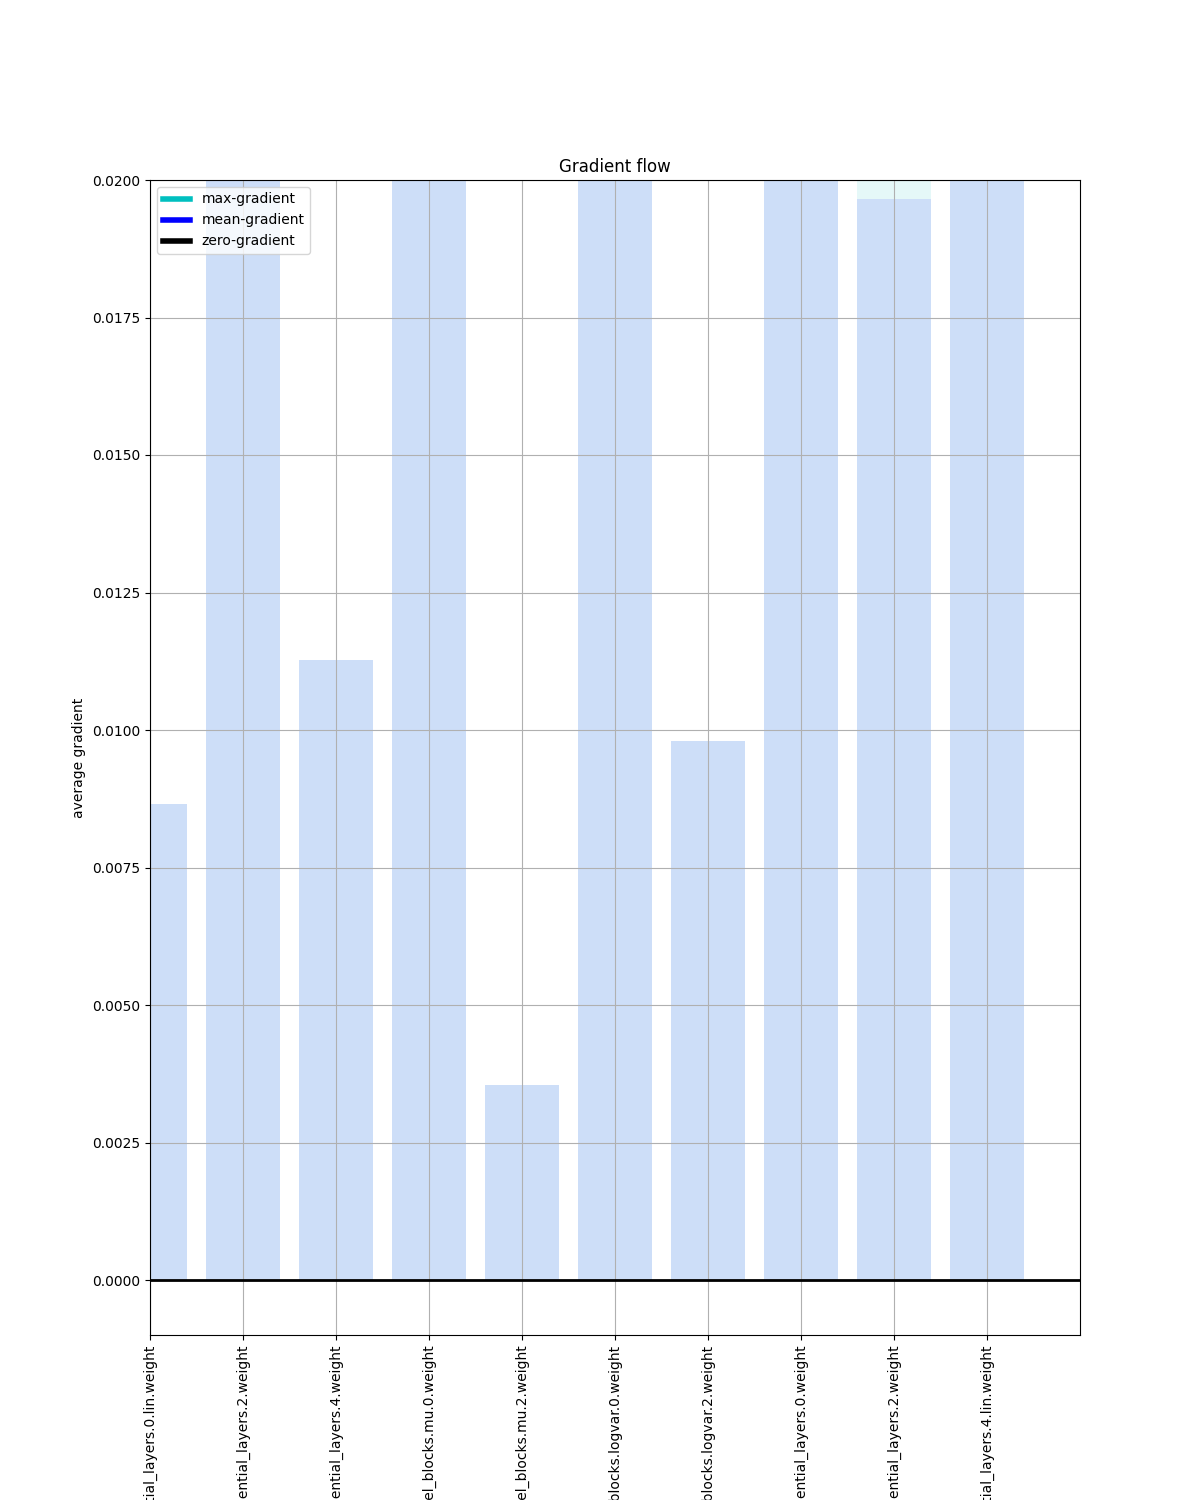 Gradient flow
max-gradient
mean-gradient
zero-gradient
0.0200
0.0175
0.0150
0.0125
0.0100
0.0075
0.0050
0.0025
0.0000
average gradient
tial_layers.0.lin.weight
ential_layers.2.weight
ential_layers.4.weight
el_blocks.mu.0.weight
el_blocks.mu.2.weight
blocks.logvar.0.weight
blocks.logvar.2.weight
ential_layers.0.weight
ential_layers.2.weight
tial_layers.4.lin.weight